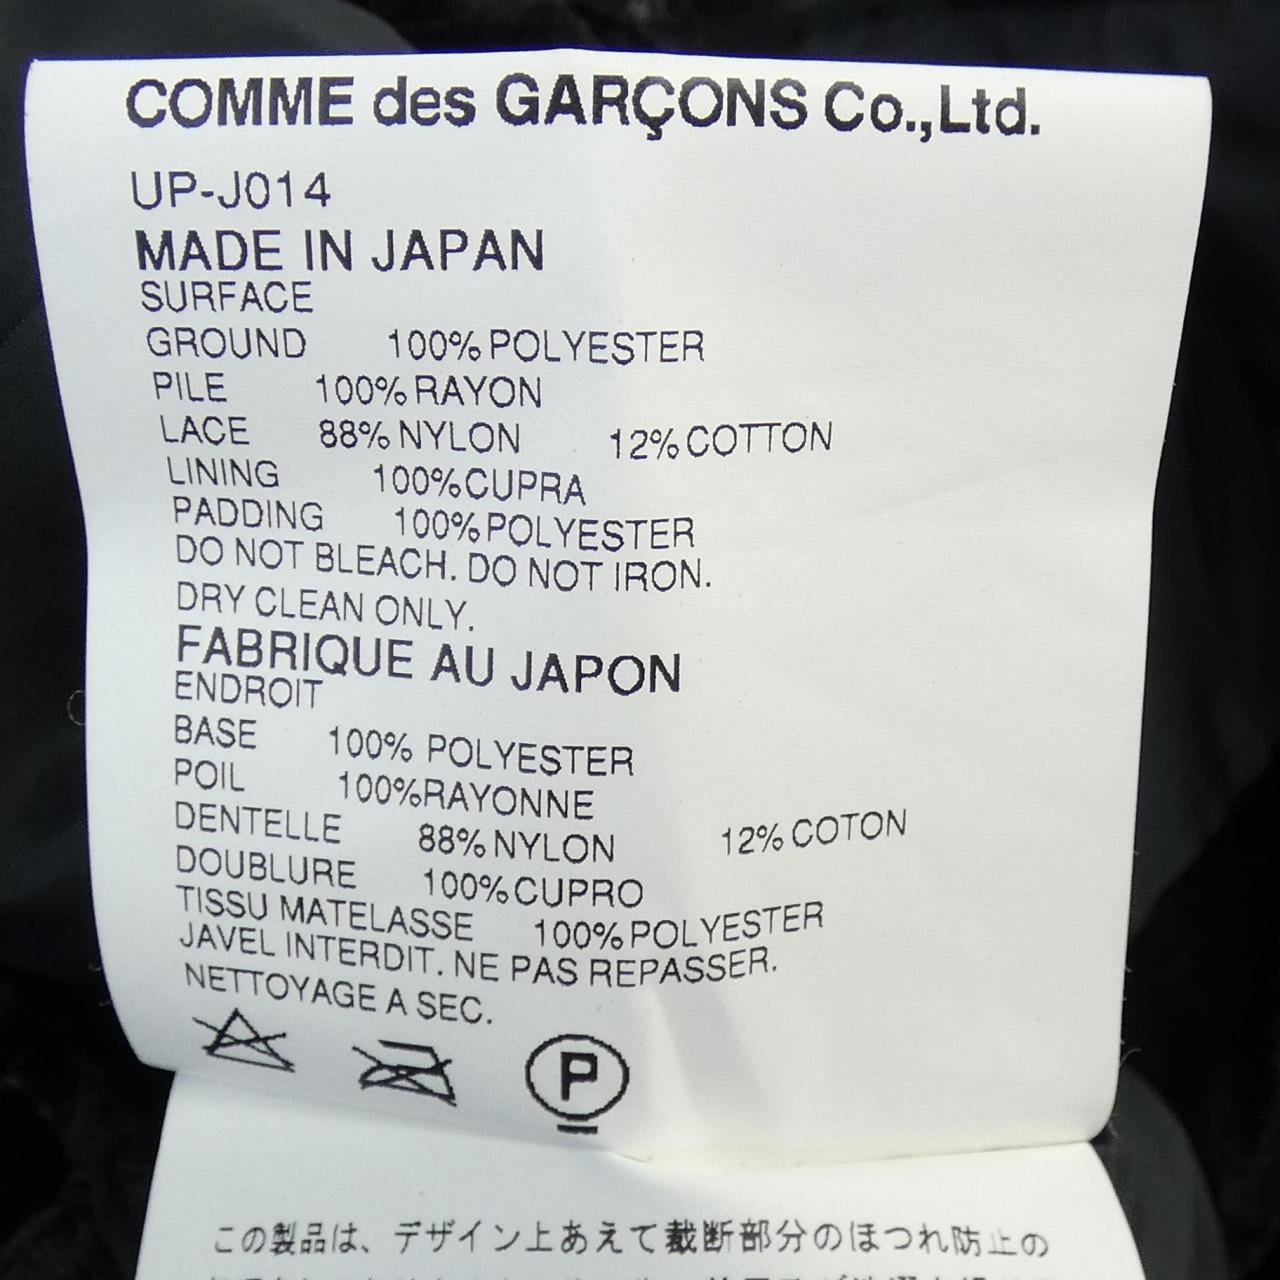 COMME des GARÇONS Co.,Ltd.
UP-J014
MADE IN JAPAN
SURFACE
GROUND 100% POLYESTER
PILE 100% RAYON
LACE 88% NYLON 12% COTTON
LINING 100% CUPRA
PADDING 100% POLYESTER
DO NOT BLEACH. DO NOT IRON.
DRY CLEAN ONLY.
FABRIQUE AU JAPON
ENDROIT
BASE 100% POLYESTER
POIL 100% RAYONNE
DENTELLE 88% NYLON 12% COTON
DOUBLURE 100% CUPRO
TISSU MATELASSE 100% POLYESTER
JAVEL INTERDIT. NE PAS REPASSER.
NETTOYAGE A SEC.
P
この製品は、デザイン上あえて裁断部分のほつれ防止の